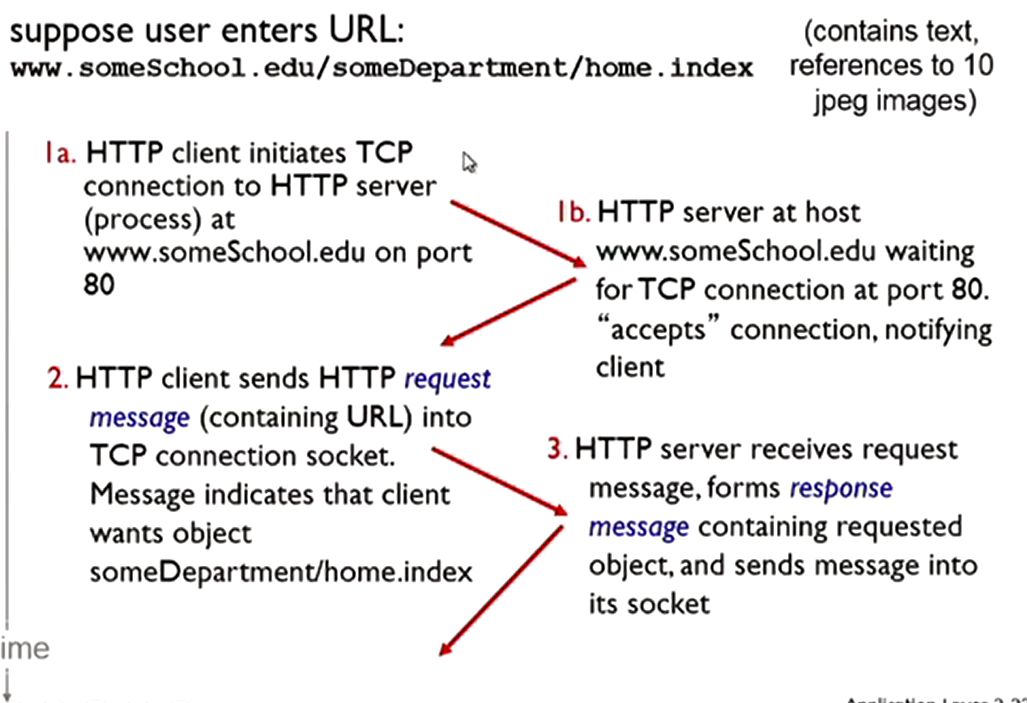 suppose user enters URL:
www.someSchool.edu/someDepartment/home.index
(contains text,
references to 10
jpeg images)
1a. HTTP client initiates TCP
connection to HTTP server
(process) at
www.someSchool.edu on port
80
1b. HTTP server at host
www.someSchool.edu waiting
for TCP connection at port 80.
“accepts” connection, notifying
client
2. HTTP client sends HTTP request
message (containing URL) into
TCP connection socket.
Message indicates that client
wants object
someDepartment/home.index
3. HTTP server receives request
message, forms response
message containing requested
object, and sends message into
its socket
ime